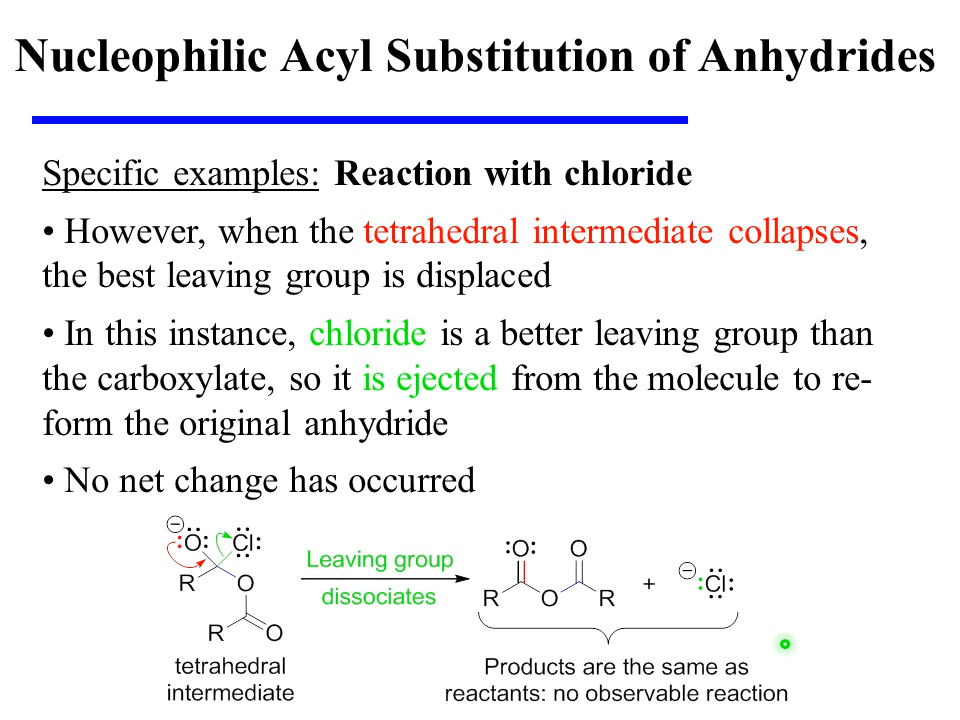 Nucleophilic Acyl Substitution of Anhydrides
Specific examples: Reaction with chloride
• However, when the tetrahedral intermediate collapses,
the best leaving group is displaced
• In this instance, chloride is a better leaving group than
the carboxylate, so it is ejected from the molecule to re-
form the original anhydride
• No net change has occurred
⊖
O Cl
R O
R O
tetrahedral
intermediate
Leaving group
dissociates
O O
R O R
+
⊖
Cl
Products are the same as
reactants: no observable reaction